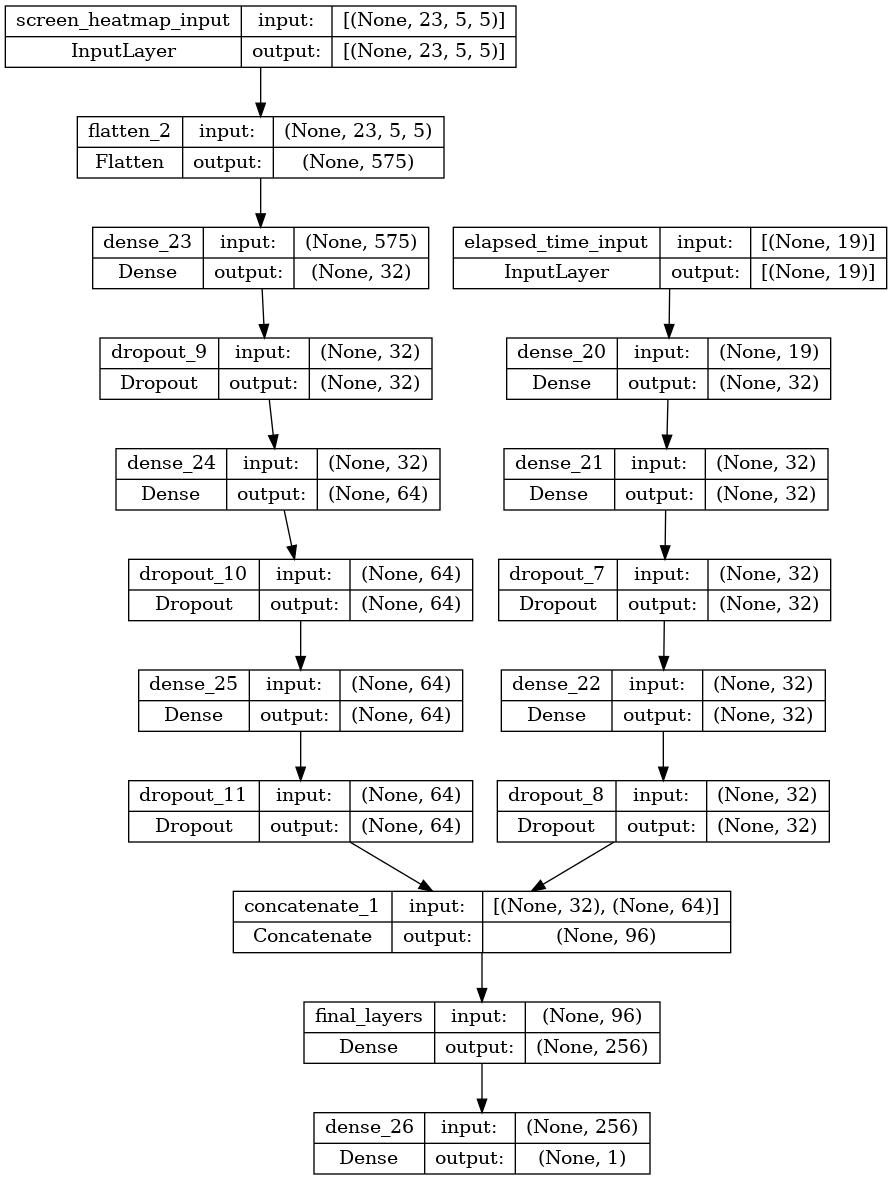 screen_heatmap_input input: [(None, 23, 5, 5)]
InputLayer output: [(None, 23, 5, 5)]
flatten_2 input: (None, 23, 5, 5)
Flatten output: (None, 575)
dense_23 input: (None, 575)
Dense output: (None, 32)
elapsed_time_input input: [(None, 19)]
InputLayer output: [(None, 19)]
dropout_9 input: (None, 32)
Dropout output: (None, 32)
dense_20 input: (None, 19)
Dense output: (None, 32)
dense_24 input: (None, 32)
Dense output: (None, 64)
dense_21 input: (None, 32)
Dense output: (None, 32)
dropout_10 input: (None, 64)
Dropout output: (None, 64)
dropout_7 input: (None, 32)
Dropout output: (None, 32)
dense_25 input: (None, 64)
Dense output: (None, 64)
dense_22 input: (None, 32)
Dense output: (None, 32)
dropout_11 input: (None, 64)
Dropout output: (None, 64)
dropout_8 input: (None, 32)
Dropout output: (None, 32)
concatenate_1 input: [(None, 32), (None, 64)]
Concatenate output: (None, 96)
final_layers input: (None, 96)
Dense output: (None, 256)
dense_26 input: (None, 256)
Dense output: (None, 1)